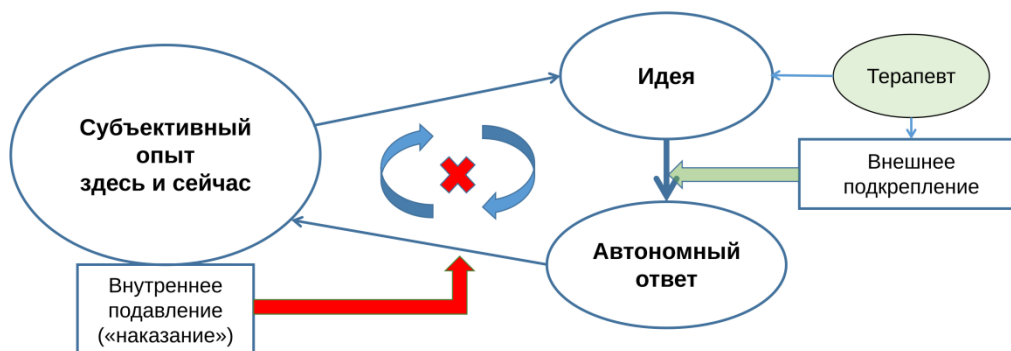 Субъективный
опыт
здесь и сейчас
Идея
Терапевт
Внешнее
подкрепление
Автономный
ответ
Внутреннее
подавление
(«наказание»)